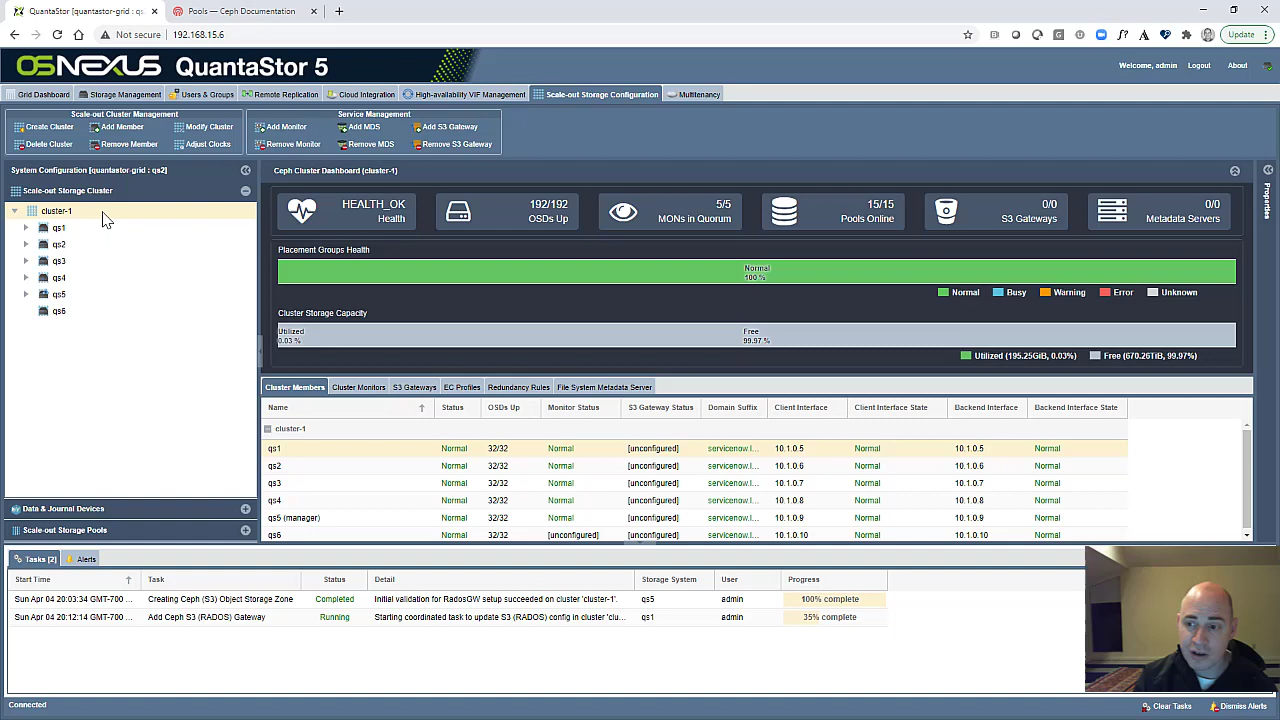 QuantaStor [quantastor-grid : qs
Pools — Ceph Documentation
Not secure
192.168.15.6
Update
OSNEXUS QuantaStor 5
Welcome, admin
Logout
About
Grid Dashboard
Storage Management
Users & Groups
Remote Replication
Cloud Integration
High-availability VIF Management
Scale-out Storage Configuration
Multitenancy
Scale-out Cluster Management
Service Management
Create Cluster
Add Member
Modify Cluster
Add Monitor
Add MDS
Add S3 Gateway
Delete Cluster
Remove Member
Adjust Clocks
Remove Monitor
Remove MDS
Remove S3 Gateway
System Configuration [quantastor-grid : qs2]
Scale-out Storage Cluster
cluster-1
qs1
qs2
qs3
qs4
qs5
qs6
Data & Journal Devices
Scale-out Storage Pools
Ceph Cluster Dashboard (cluster-1)
Properties
HEALTH_OK
Health
192/192
OSDs Up
5/5
MONs in Quorum
15/15
Pools Online
0/0
S3 Gateways
0/0
Metadata Servers
Placement Groups Health
Normal
100 %
Normal Busy Warning Error Unknown
Cluster Storage Capacity
Utilized
0.03 %
Free
99.97 %
Utilized (195.25GiB, 0.03%) Free (670.26TiB, 99.97%)
Cluster Members Cluster Monitors S3 Gateways EC Profiles Redundancy Rules File System Metadata Server
Name Status OSDs Up Monitor Status S3 Gateway Status Domain Suffix Client Interface Client Interface State Backend Interface Backend Interface State
cluster-1
qs1 Normal 32/32 Normal [unconfigured] servicenow.l... 10.1.0.5 Normal 10.1.0.5 Normal
qs2 Normal 32/32 Normal [unconfigured] servicenow.l... 10.1.0.6 Normal 10.1.0.6 Normal
qs3 Normal 32/32 Normal [unconfigured] servicenow.l... 10.1.0.7 Normal 10.1.0.7 Normal
qs4 Normal 32/32 Normal [unconfigured] servicenow.l... 10.1.0.8 Normal 10.1.0.8 Normal
qs5 (manager) Normal 32/32 Normal [unconfigured] servicenow.l... 10.1.0.9 Normal 10.1.0.9 Normal
qs6 Normal 32/32 [unconfigured] [unconfigured] servicenow.l... 10.1.0.10 Normal 10.1.0.10 Normal
Tasks [2] Alerts
Start Time Task Status Detail Storage System User Progress
Sun Apr 04 20:03:34 GMT-700 ... Creating Ceph (S3) Object Storage Zone Completed Initial validation for RadosGW setup succeeded on cluster 'cluster-1'. qs5 admin 100% complete
Sun Apr 04 20:12:14 GMT-700 ... Add Ceph S3 (RADOS) Gateway Running Starting coordinated task to update S3 (RADOS) config in cluster 'clu... qs1 admin 35% complete
Connected
Clear Tasks
Dismiss Alerts